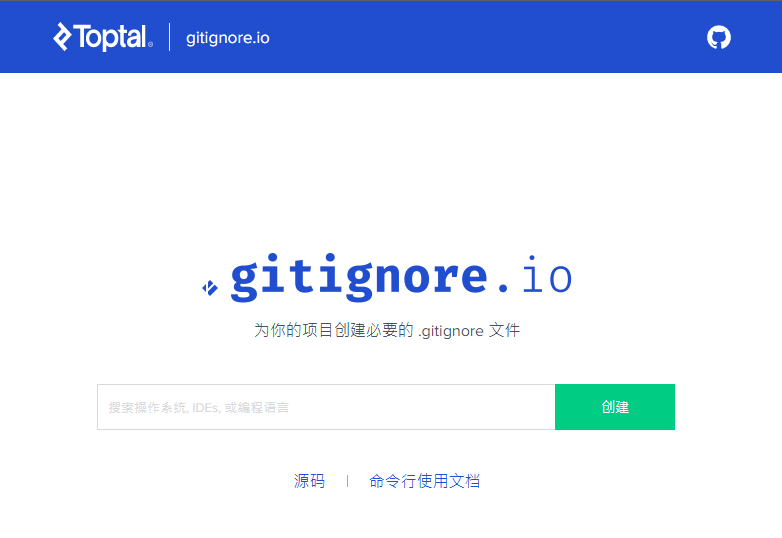 Toptal®
gitignore.io
gitignore.io
为你的项目创建必要的 .gitignore 文件
搜索操作系统, IDEs, 或编程语言
创建
源码 | 命令行使用文档